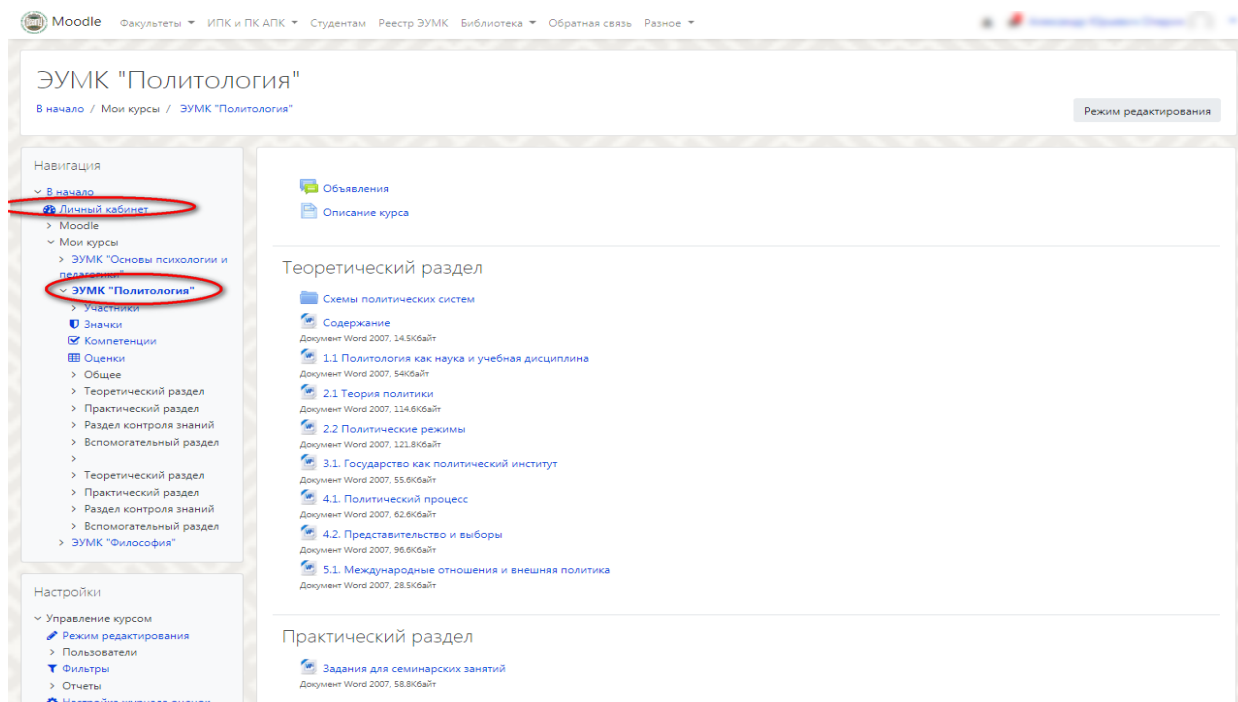 Moodle Факультеты ИПК и ПК АПК Студентам Реестр ЭУМК Библиотека Обратная связь Разное
ЭУМК "Политология"
В начало / Мои курсы / ЭУМК "Политология"
Режим редактирования
Навигация
В начало
Личный кабинет
Moodle
Мои курсы
ЭУМК "Основы психологии и
педагогики"
ЭУМК "Политология"
Участники
Значки
Компетенции
Оценки
Общее
Теоретический раздел
Практический раздел
Раздел контроля знаний
Вспомогательный раздел
Теоретический раздел
Практический раздел
Раздел контроля знаний
Вспомогательный раздел
ЭУМК "Философия"
Настройки
Управление курсом
Режим редактирования
Пользователи
Фильтры
Отчеты
Настройка журнала оценок
Объявления
Описание курса
Теоретический раздел
Схемы политических систем
Содержание
Документ Word 2007, 14.5Кбайт
1.1 Политология как наука и учебная дисциплина
Документ Word 2007, 54Кбайт
2.1 Теория политики
Документ Word 2007, 114.6Кбайт
2.2 Политические режимы
Документ Word 2007, 121.8Кбайт
3.1. Государство как политический институт
Документ Word 2007, 55.6Кбайт
4.1. Политический процесс
Документ Word 2007, 62.6Кбайт
4.2. Представительство и выборы
Документ Word 2007, 96.6Кбайт
5.1. Международные отношения и внешняя политика
Документ Word 2007, 28.5Кбайт
Практический раздел
Задания для семинарских занятий
Документ Word 2007, 58.8Кбайт